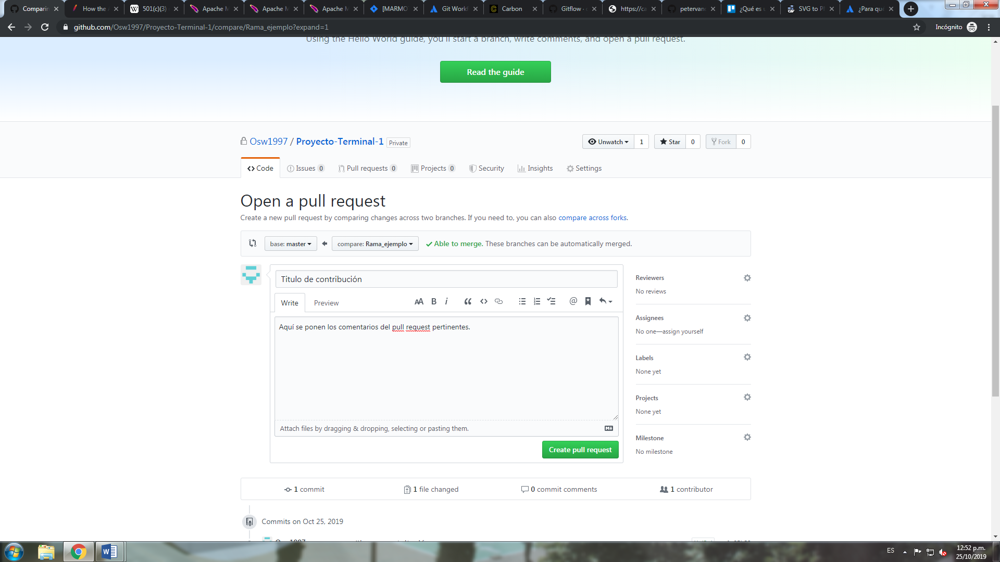 Comparin
How the
501(c)(3)
Apache M
Apache M
Apache M
[MARMO
Git Workf
Carbon
Gitflow ·
https://ca
petervan
¿Qué es
SVG to P
¿Para qu
github.com/Osw1997/Proyecto-Terminal-1/compare/Rama_ejemplo?expand=1
Incógnito
Using the Hello World guide, you'll start a branch, write comments, and open a pull request.
Read the guide
Osw1997 / Proyecto-Terminal-1 Private
Unwatch 1
Star 0
Fork 0
Code
Issues 0
Pull requests 0
Projects 0
Security
Insights
Settings
Open a pull request
Create a new pull request by comparing changes across two branches. If you need to, you can also compare across forks.
base: master
compare: Rama_ejemplo
Able to merge. These branches can be automatically merged.
Titulo de contribución
Write
Preview
Aquí se ponen los comentarios del pull request pertinentes.
Attach files by dragging & dropping, selecting or pasting them.
Create pull request
Reviewers
No reviews
Assignees
No one—assign yourself
Labels
None yet
Projects
None yet
Milestone
No milestone
1 commit
1 file changed
0 commit comments
1 contributor
Commits on Oct 25, 2019
ES
12:52 p.m.
25/10/2019